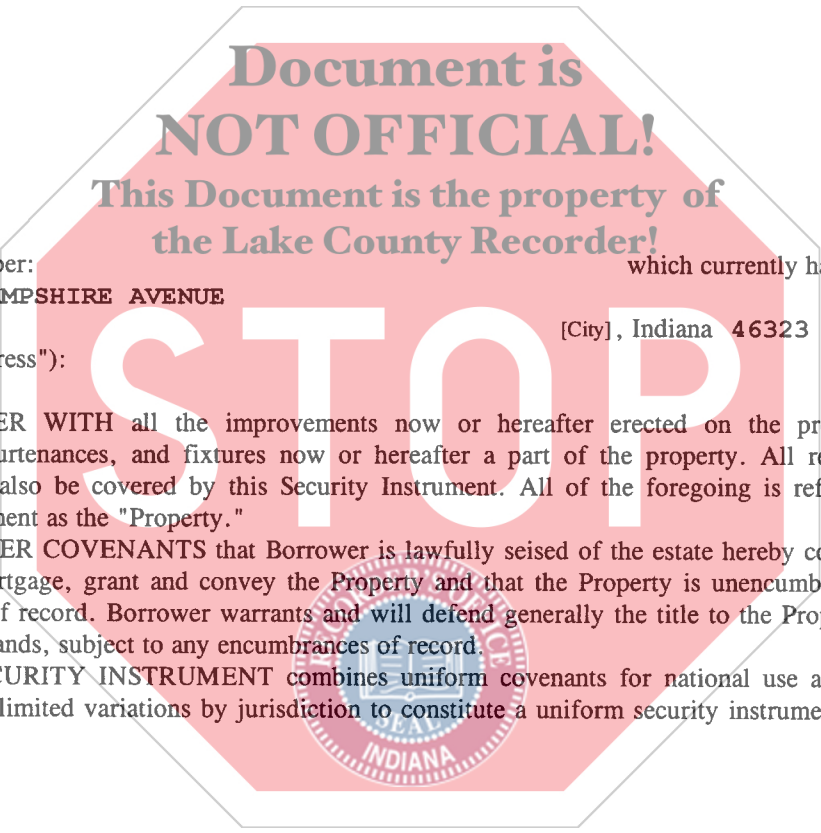 Document is
NOT OFFICIAL!
This Document is the property of
the Lake County Recorder!
per: which currently ha
MPSHIRE AVENUE
[City], Indiana 46323
ress"):
STOP
ER WITH all the improvements now or hereafter erected on the pr
urtenances, and fixtures now or hereafter a part of the property. All re
also be covered by this Security Instrument. All of the foregoing is ref
ment as the "Property."
ER COVENANTS that Borrower is lawfully seised of the estate hereby co
rtgage, grant and convey the Property and that the Property is unencumb
f record. Borrower warrants and will defend generally the title to the Prop
ands, subject to any encumbrances of record.
CURITY INSTRUMENT combines uniform covenants for national use a
limited variations by jurisdiction to constitute a uniform security instrume
RECORDER'S OFFICE
SEAL
INDIANA